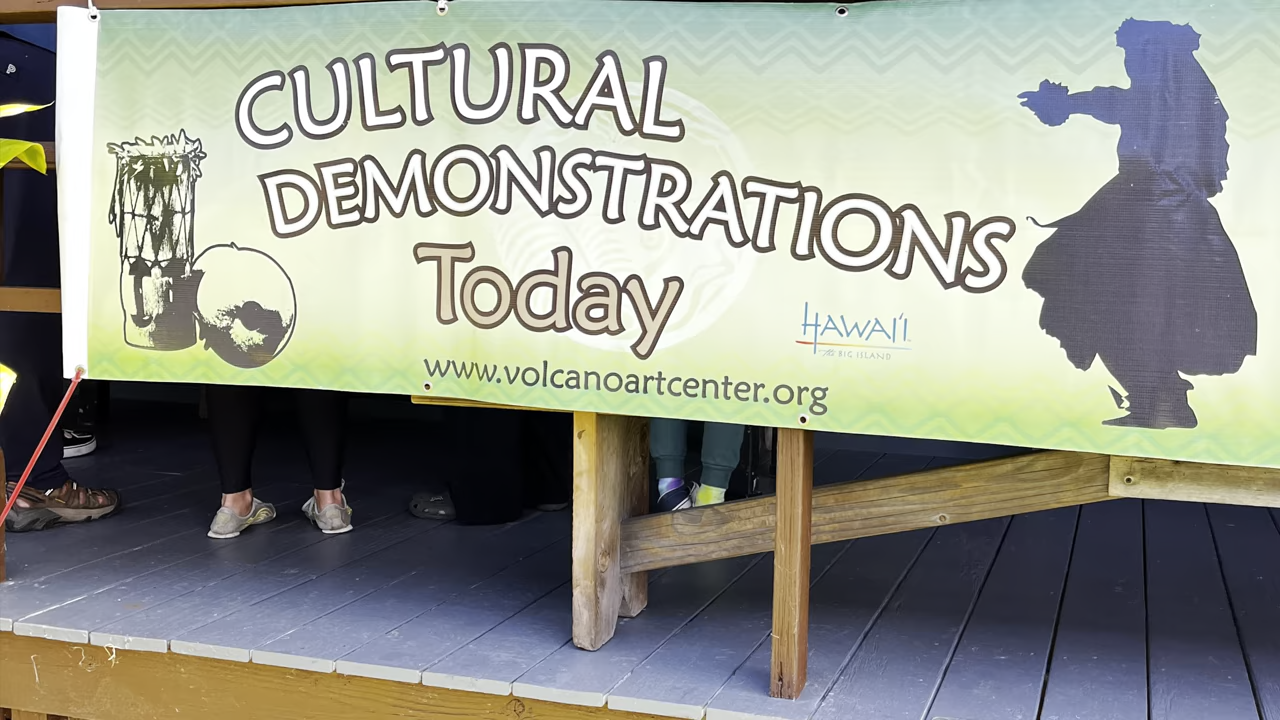 CULTURAL
DEMONSTRATIONS
Today
HAWAI'I
The BIG ISLAND
www.volcanoartcenter.org